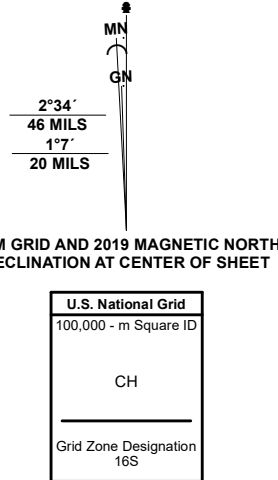 MN
GN
2°34´
46 MILS
1°7´
20 MILS
M GRID AND 2019 MAGNETIC NORTH
ECLINATION AT CENTER OF SHEET
U.S. National Grid
100,000 - m Square ID
CH
Grid Zone Designation
16S